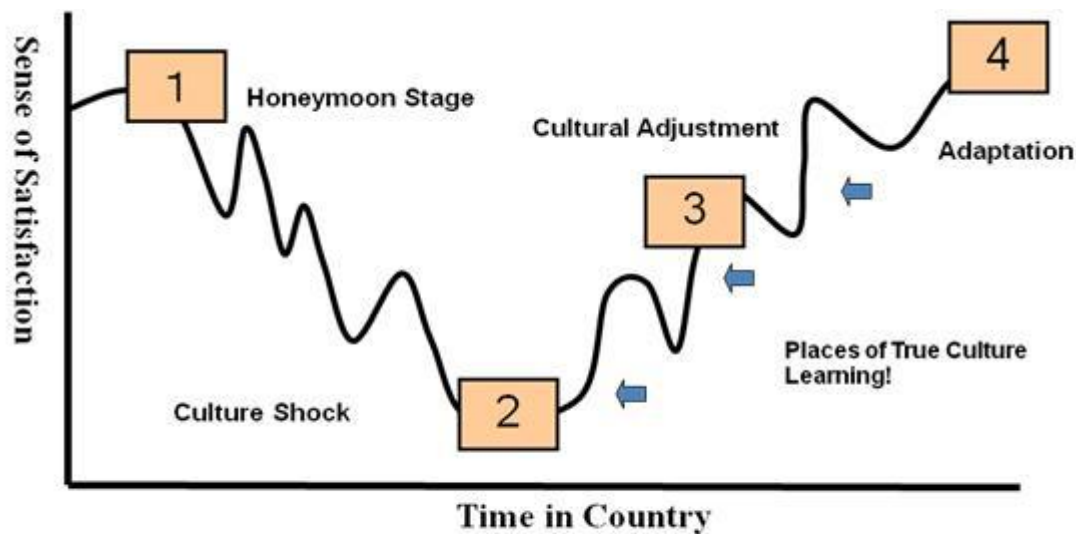 Sense of Satisfaction
1
Honeymoon Stage
4
Cultural Adjustment
Adaptation
3
Places of True Culture
Learning!
Culture Shock
2
Time in Country